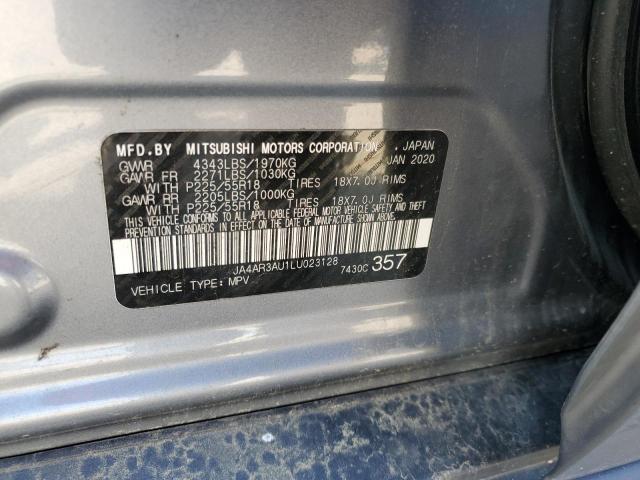 MFD.BY MITSUBISHI MOTORS CORPORATION. JAPAN
GVWR 4343LBS/1970KG JAN 2020
GAWR FR 2271LBS/1030KG
WITH P225/55R18 TIRES 18X7.0J RIMS
GAWR RR 2205LBS/1000KG
WITH P225/55R18 TIRES 18X7.0J RIMS
THIS VEHICLE CONFORMS TO ALL APPLICABLE FEDERAL MOTOR VEHICLE SAFETY AND THEFT
PREVENTION STANDARDS IN EFFECT ON THE DATE OF MANUFACTURE SHOWN ABOVE.
JA4AR3AU1LU023128 7430C 357
VEHICLE TYPE:MPV